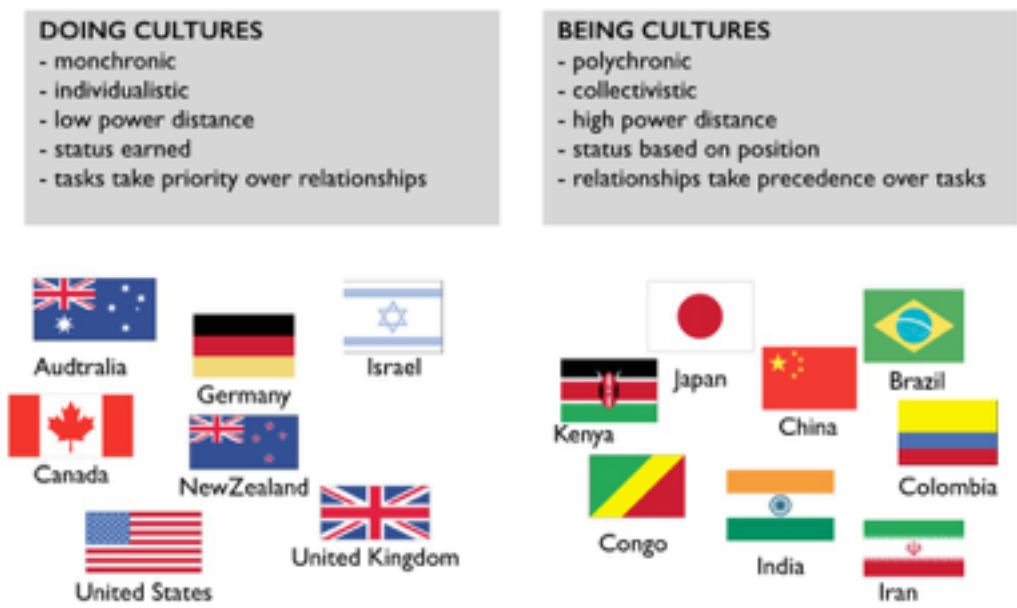 DOING CULTURES
- monchronic
- individualistic
- low power distance
- status earned
- tasks take priority over relationships
BEING CULTURES
- polychronic
- collectivistic
- high power distance
- status based on position
- relationships take precedence over tasks
Audtralia
Germany
Israel
Canada
NewZealand
United States
United Kingdom
Japan
Brazil
Kenya
China
Colombia
Congo
India
Iran